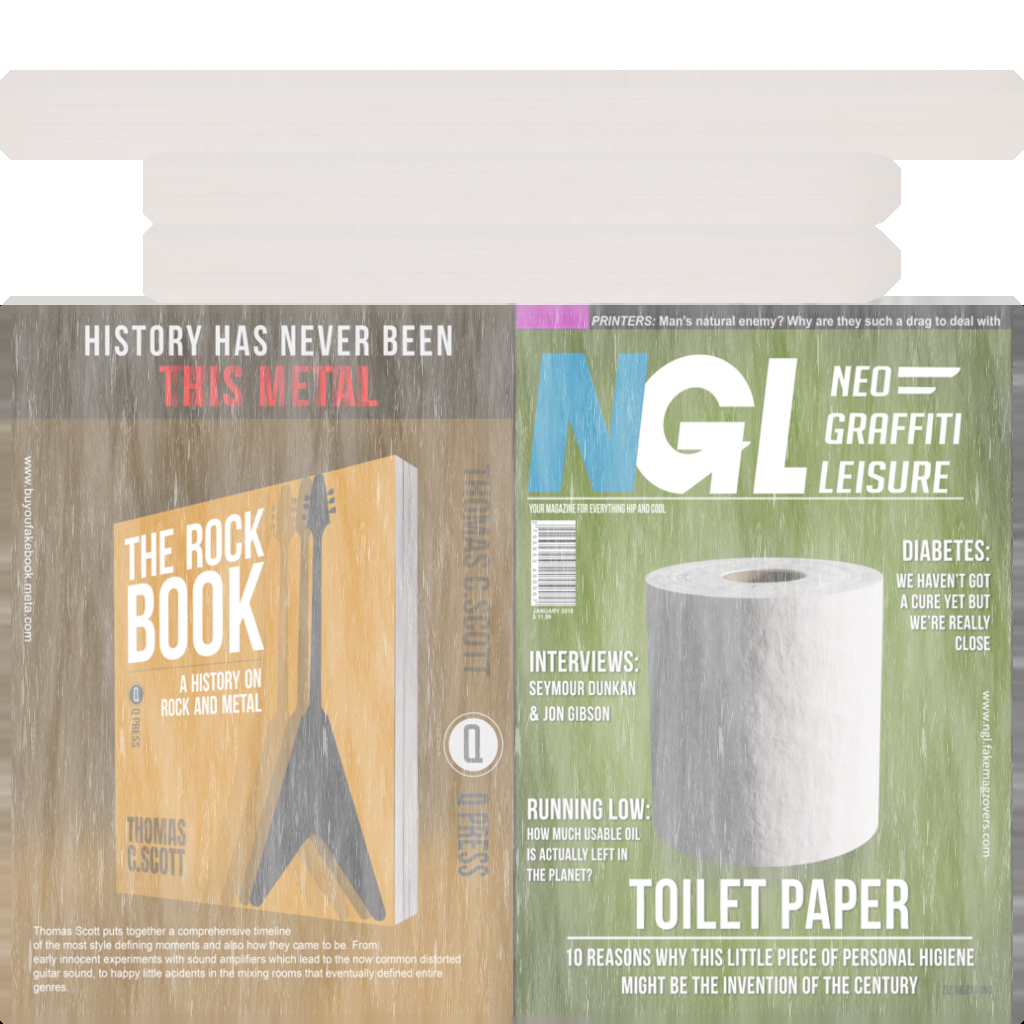 HISTORY HAS NEVER BEEN
THIS METAL
www.buyoufakebook.meta.com
THE ROCK
BOOK
A HISTORY ON
ROCK AND METAL
Q
Q PRESS
THOMAS
C.SCOTT
THOMAS C.SCOTT
Q
Q PRESS
Thomas Scott puts together a comprehensive timeline
of the most style defining moments and also how they came to be. From
early innocent experiments with sound amplifiers which lead to the now common distorted
guitar sound, to happy little acidents in the mixing rooms that eventually defined entire
genres.
PRINTERS: Man's natural enemy? Why are they such a drag to deal with
NGL
NEO
GRAFFITI
LEISURE
YOUR MAGAZINE FOR EVERYTHING HIP AND COOL
JANUARY 2019
$ 11,99
DIABETES:
WE HAVEN'T GOT
A CURE YET BUT
WE'RE REALLY
CLOSE
INTERVIEWS:
SEYMOUR DUNKAN
& JON GIBSON
www.ngl.fakemagzovers.com
RUNNING LOW:
HOW MUCH USABLE OIL
IS ACTUALLY LEFT IN
THE PLANET?
TOILET PAPER
10 REASONS WHY THIS LITTLE PIECE OF PERSONAL HIGIENE
MIGHT BE THE INVENTION OF THE CENTURY